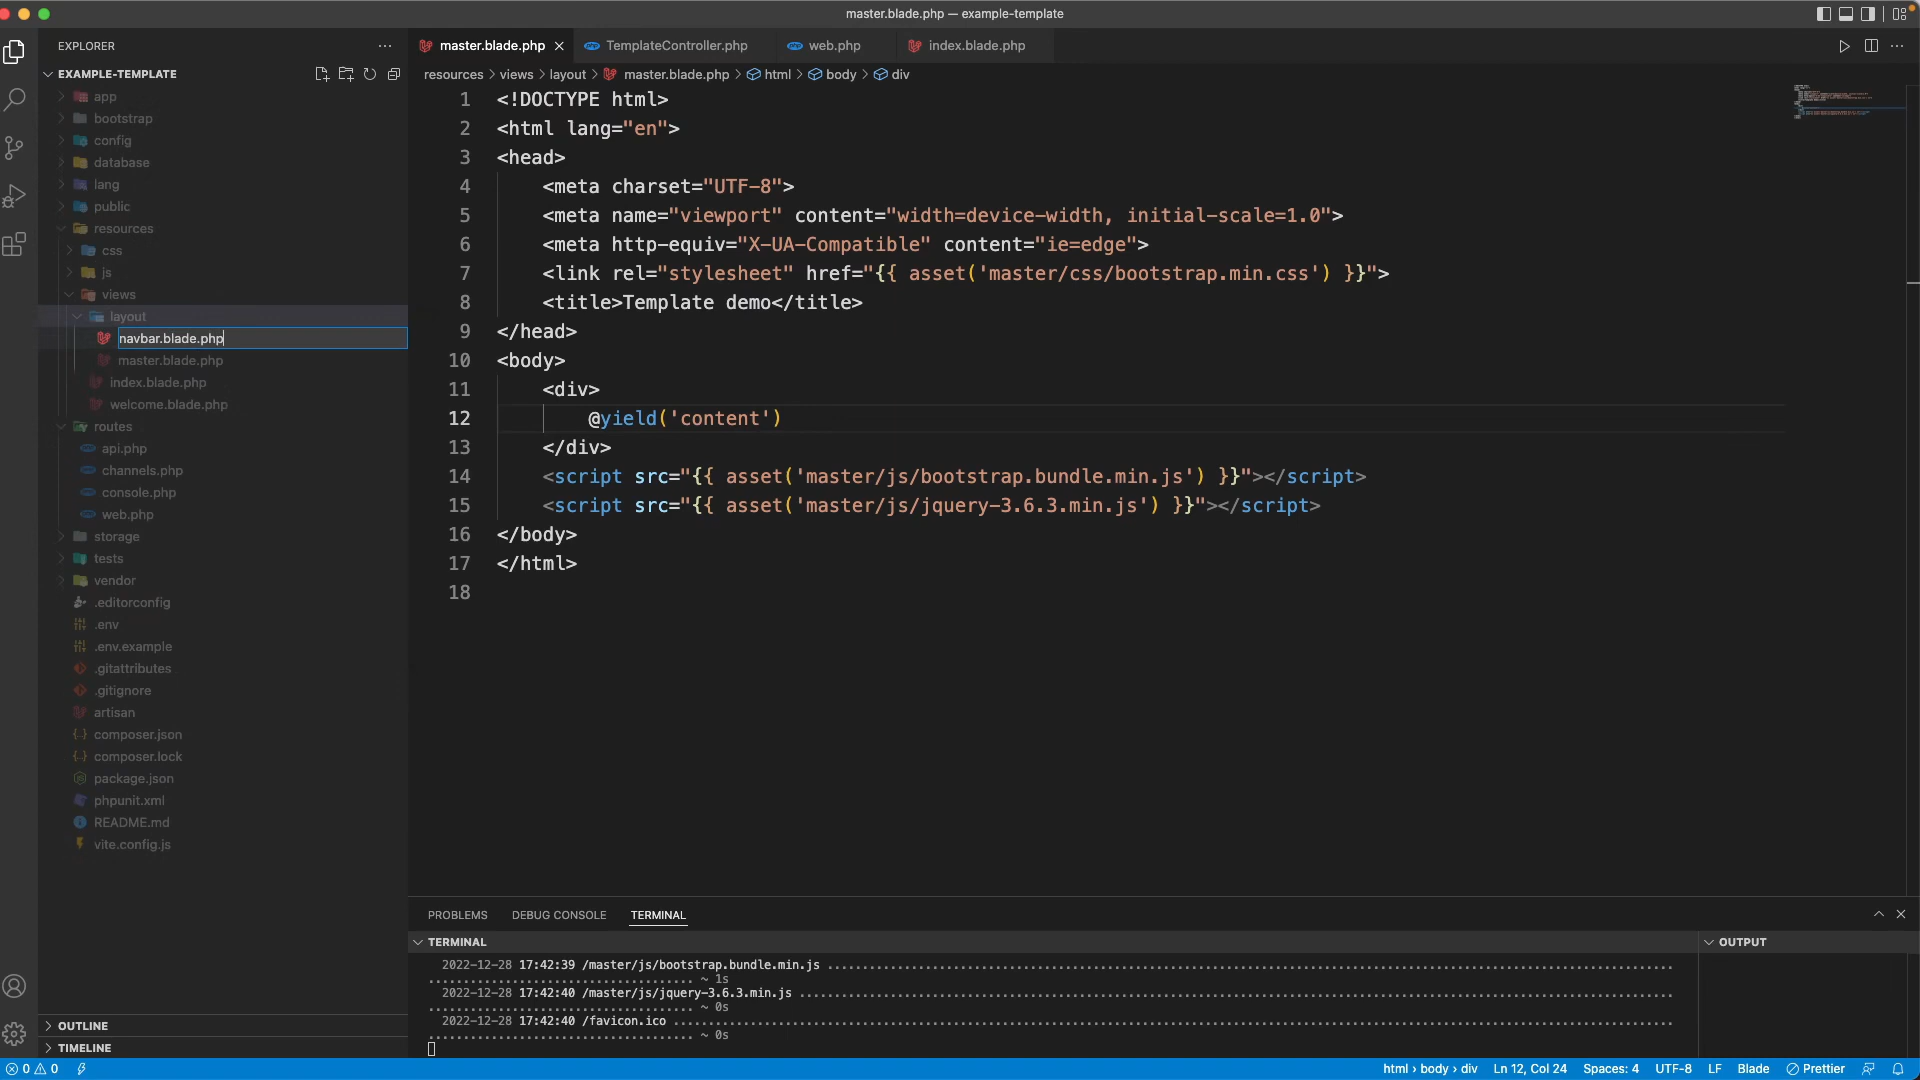 master.blade.php — example-template
EXPLORER
EXAMPLE-TEMPLATE
app
bootstrap
config
database
lang
public
resources
css
js
views
layout
navbar.blade.php
master.blade.php
index.blade.php
welcome.blade.php
routes
api.php
channels.php
console.php
web.php
storage
tests
vendor
.editorconfig
.env
.env.example
.gitattributes
.gitignore
artisan
composer.json
composer.lock
package.json
phpunit.xml
README.md
vite.config.js
OUTLINE
TIMELINE
master.blade.php TemplateController.php web.php index.blade.php
resources > views > layout > master.blade.php > html > body > div
1 <!DOCTYPE html>
2 <html lang="en">
3 <head>
4 <meta charset="UTF-8">
5 <meta name="viewport" content="width=device-width, initial-scale=1.0">
6 <meta http-equiv="X-UA-Compatible" content="ie=edge">
7 <link rel="stylesheet" href="{{ asset('master/css/bootstrap.min.css') }}">
8 <title>Template demo</title>
9 </head>
10 <body>
11 <div>
12 @yield('content')
13 </div>
14 <script src="{{ asset('master/js/bootstrap.bundle.min.js') }}"></script>
15 <script src="{{ asset('master/js/jquery-3.6.3.min.js') }}"></script>
16 </body>
17 </html>
18
PROBLEMS DEBUG CONSOLE TERMINAL
TERMINAL
2022-12-28 17:42:39 /master/js/bootstrap.bundle.min.js ........................................................................................................................
...................................... ~ 1s
2022-12-28 17:42:40 /master/js/jquery-3.6.3.min.js ............................................................................................................................
...................................... ~ 0s
2022-12-28 17:42:40 /favicon.ico ..............................................................................................................................................
...................................... ~ 0s
OUTPUT
0 0 html › body › div Ln 12, Col 24 Spaces: 4 UTF-8 LF Blade Prettier